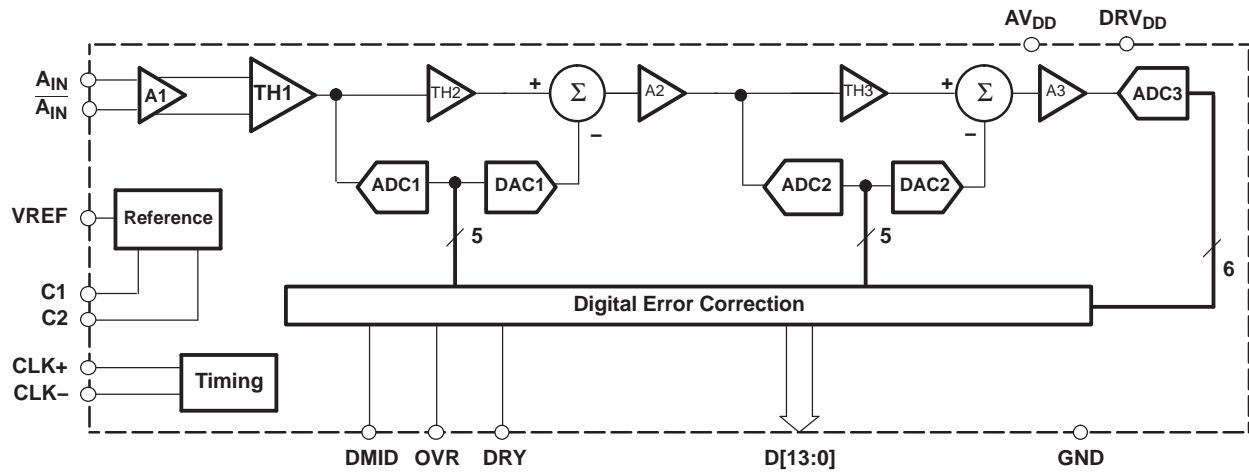 AVDD DRVDD
AIN
AIN
A1 TH1 TH2 + Σ A2 TH3 + Σ A3 ADC3
− −
ADC1 DAC1 ADC2 DAC2
VREF Reference
5 5
6
C1
C2
Digital Error Correction
CLK+
CLK−
Timing
DMID OVR DRY D[13:0] GND